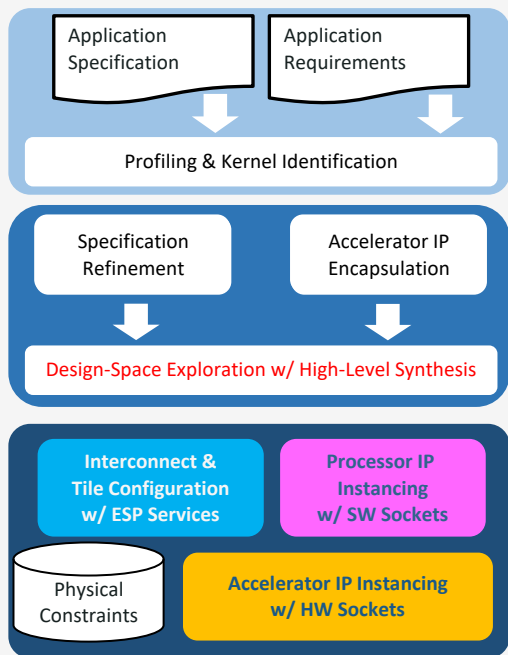 Application
Specification
Application
Requirements
Profiling & Kernel Identification
Specification
Refinement
Accelerator IP
Encapsulation
Design-Space Exploration w/ High-Level Synthesis
Interconnect &
Tile Configuration
w/ ESP Services
Processor IP
Instancing
w/ SW Sockets
Physical
Constraints
Accelerator IP Instancing
w/ HW Sockets